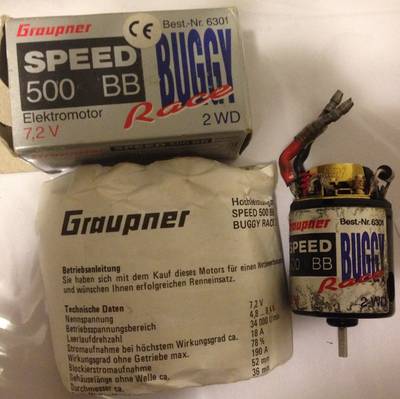 Graupner
CE
Best.-Nr. 6301
SPEED
500 BB
BUGGY
Race
Elektromotor
7,2 V
2 WD
Graupner
SPEED 500 BB
BUGGY RACE
Betriebsanleitung
Sie haben sich mit dem Kauf dieses Motors für einen
und wünschen Ihnen erfolgreichen Renneinsatz.
Technische Daten
Nennspannung 7,2 V
Betriebsspannungsbereich
Leerlaufdrehzahl 34 000 U/min
Stromaufnahme bei höchstem Wirkungsgrad ca. 18 A
Wirkungsgrad ohne Getriebe max. 78 %
Blockierstromaufnahme 190 A
Gehäuselänge ohne Welle ca. 52 mm
Durchmesser ca. 36 mm
Best.-Nr. 6301
Graupner
SPEED
500 BB
BUGGY
Race
2 WD